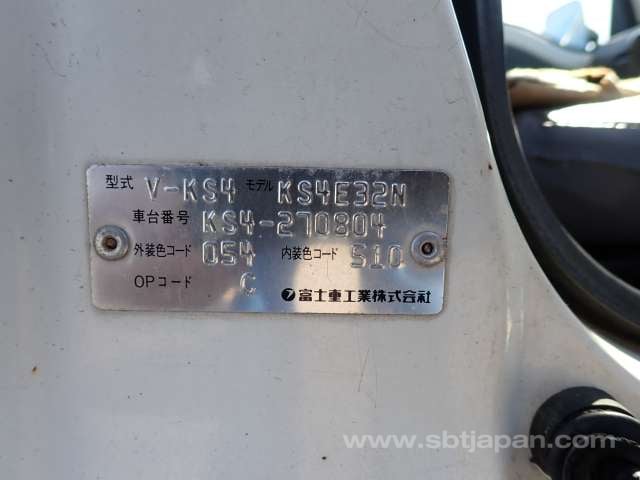 型式 V-KS4 モデル KS4E32N
車台番号 KS4-270804
外装色コード 054 内装色コード S10
OPコード C
富士重工業株式会社
www.sbtjapan.com